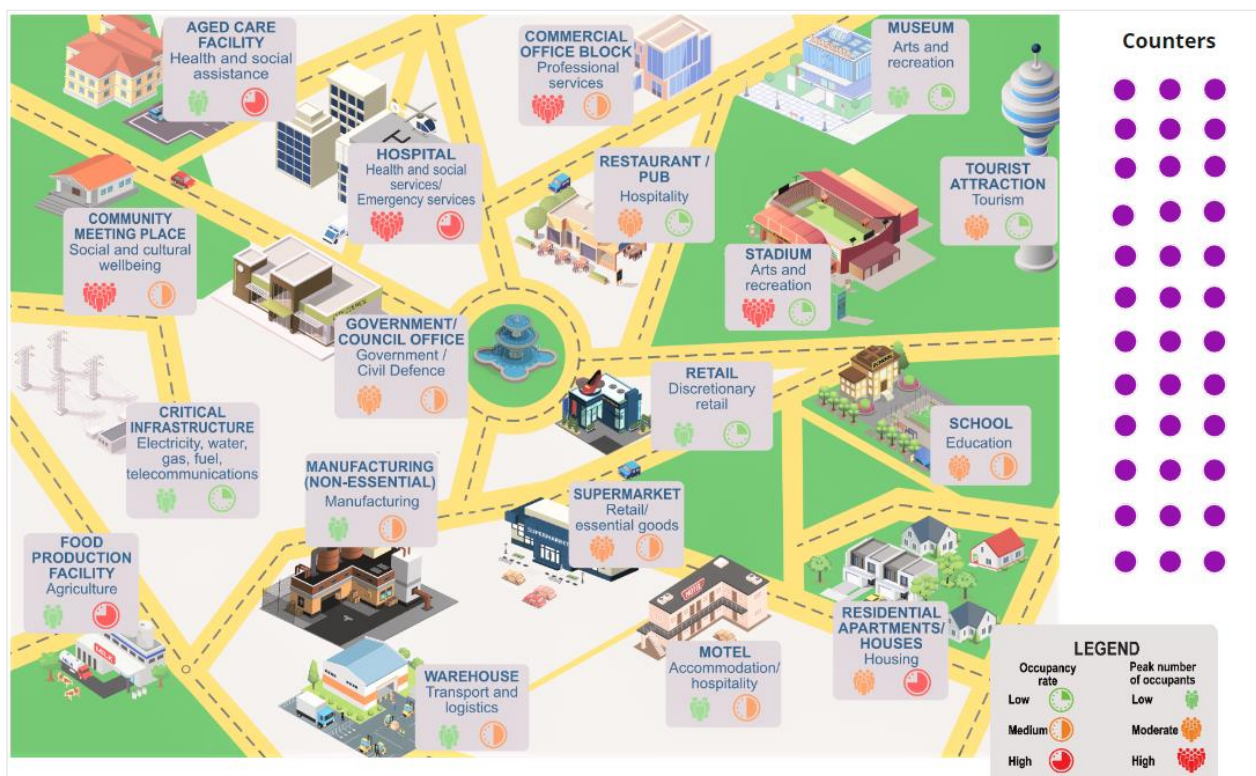 AGED CARE
FACILITY
Health and social
assistance
COMMERCIAL
OFFICE BLOCK
Professional
services
MUSEUM
Arts and
recreation
Counters
HOSPITAL
Health and social
services/
Emergency services
RESTAURANT /
PUB
Hospitality
TOURIST
ATTRACTION
Tourism
COMMUNITY
MEETING PLACE
Social and cultural
wellbeing
STADIUM
Arts and
recreation
GOVERNMENT/
COUNCIL OFFICE
Government /
Civil Defence
RETAIL
Discretionary
retail
SCHOOL
Education
CRITICAL
INFRASTRUCTURE
Electricity, water,
gas, fuel,
telecommunications
MANUFACTURING
(NON-ESSENTIAL)
Manufacturing
SUPERMARKET
Retail/
essential goods
SUPERMARKET
FOOD
PRODUCTION
FACILITY
Agriculture
MILK
MOTEL
RESIDENTIAL
APARTMENTS/
HOUSES
Housing
WAREHOUSE
Transport and
logistics
MOTEL
Accommodation/
hospitality
LEGEND
Occupancy
rate
Peak number
of occupants
Low
Low
Medium
Moderate
High
High
H